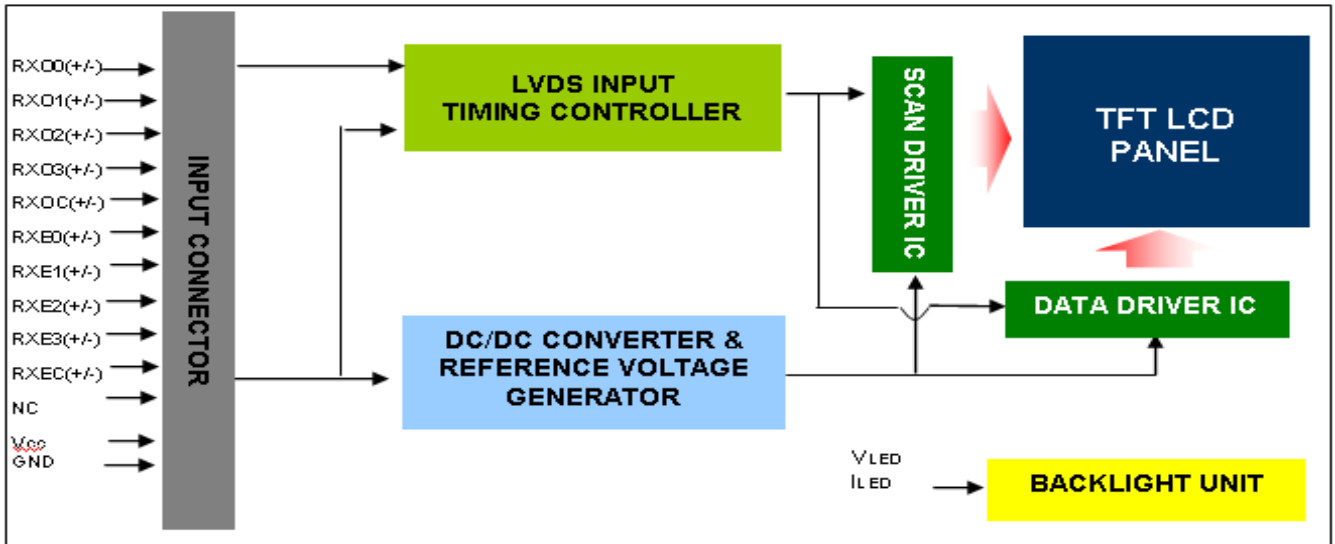 RXO0(+/-)
RXO1(+/-)
RXO2(+/-)
RXO3(+/-)
RXOC(+/-)
RXE0(+/-)
RXE1(+/-)
RXE2(+/-)
RXE3(+/-)
RXEC(+/-)
NC
Vcc
GND
INPUT CONNECTOR
LVDS INPUT
TIMING CONTROLLER
DC/DC CONVERTER &
REFERENCE VOLTAGE
GENERATOR
SCAN DRIVER IC
TFT LCD
PANEL
DATA DRIVER IC
VLED
ILED
BACKLIGHT UNIT